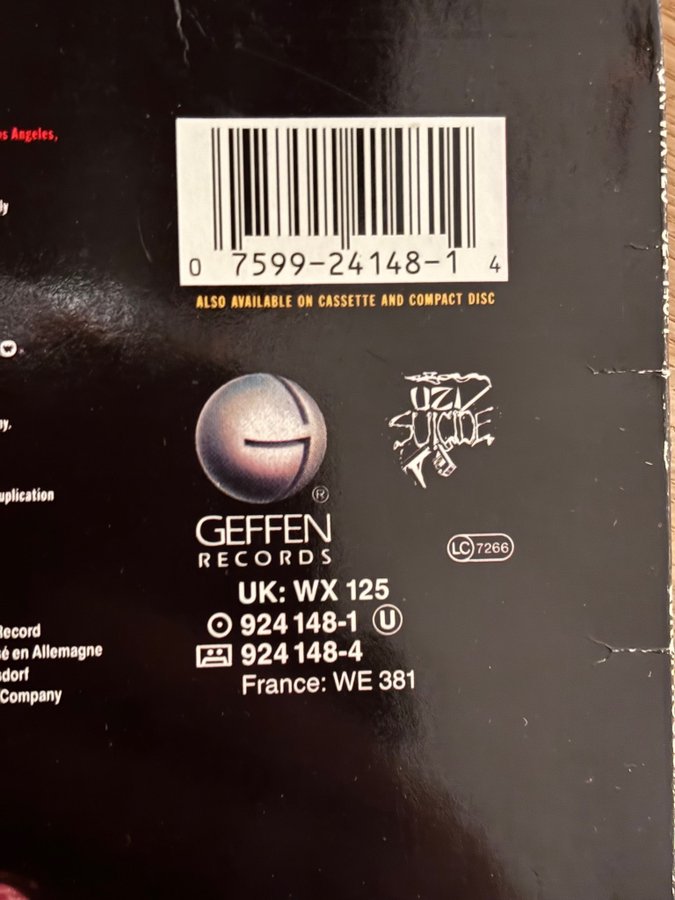 os Angeles,
0 7599-24148-1 4
ALSO AVAILABLE ON CASSETTE AND COMPACT DISC
UZI
SUICIDE
G
®
GEFFEN
RECORDS
LC 7266
uplication
UK: WX 125
924 148-1 U
924 148-4
France: WE 381
Record
é en Allemagne
sdorf
Company